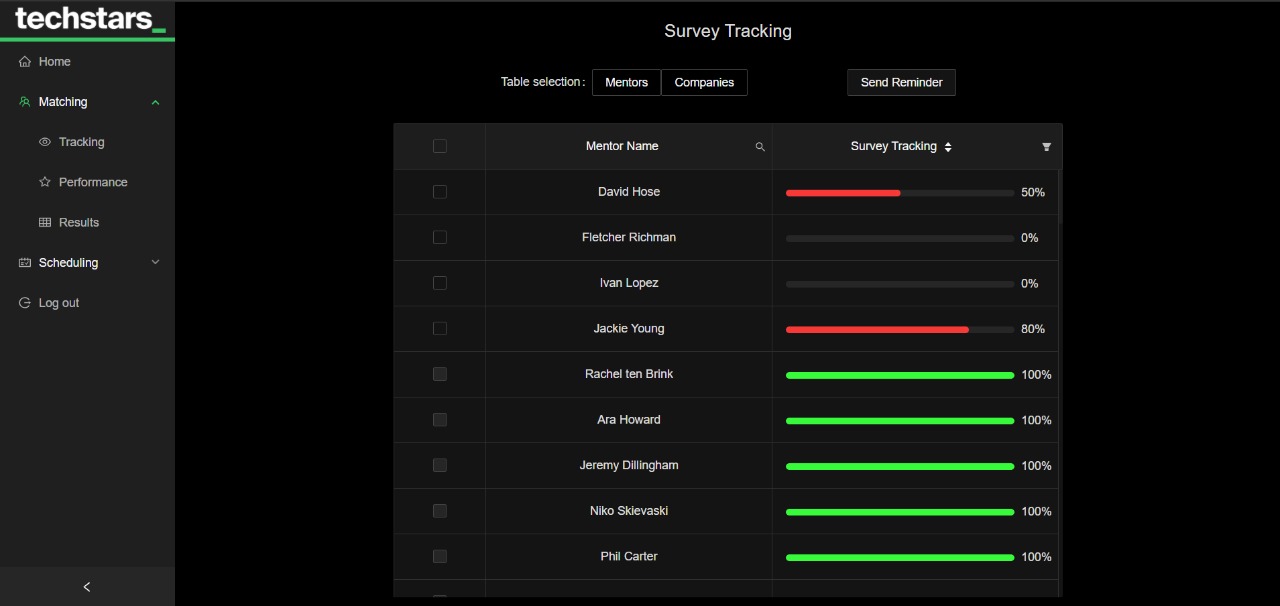 techstars_
Survey Tracking
Home
Table selection: Mentors Companies Send Reminder
Matching
Tracking
Performance
Results
Scheduling
Log out
Mentor Name Survey Tracking
David Hose 50%
Fletcher Richman 0%
Ivan Lopez 0%
Jackie Young 80%
Rachel ten Brink 100%
Ara Howard 100%
Jeremy Dillingham 100%
Niko Skievaski 100%
Phil Carter 100%